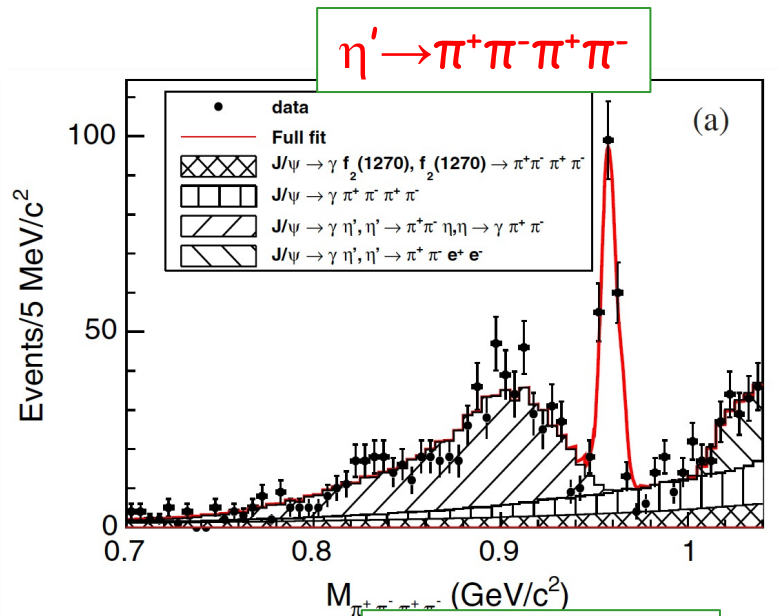 η′→π⁺π⁻π⁺π⁻
(a)
data
Full fit
J/ψ → γ f₂(1270), f₂(1270) → π⁺π⁻ π⁺ π⁻
J/ψ → γ π⁺ π⁻ π⁺ π⁻
J/ψ → γ η', η' → π⁺π⁻ η,η → γ π⁺ π⁻
J/ψ → γ η', η' → π⁺ π⁻ e⁺ e⁻
Events/5 MeV/c²
100
50
0
0.7 0.8 0.9 1
M_π⁺π⁻π⁺π⁻ (GeV/c²)